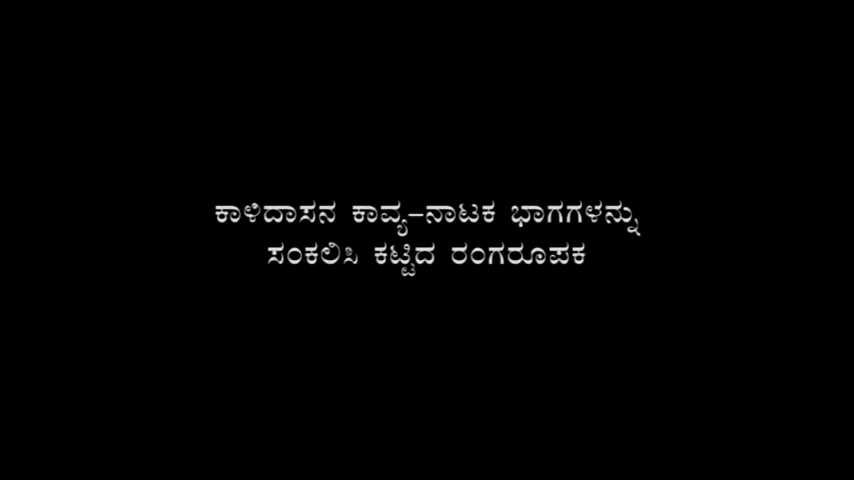 ಕಾಳಿದಾಸನ ಕಾವ್ಯ–ನಾಟಕ ಭಾಗಗಳನ್ನು
ಸಂಕಲಿಸಿ ಕಟ್ಟಿದ ರಂಗರೂಪಕ